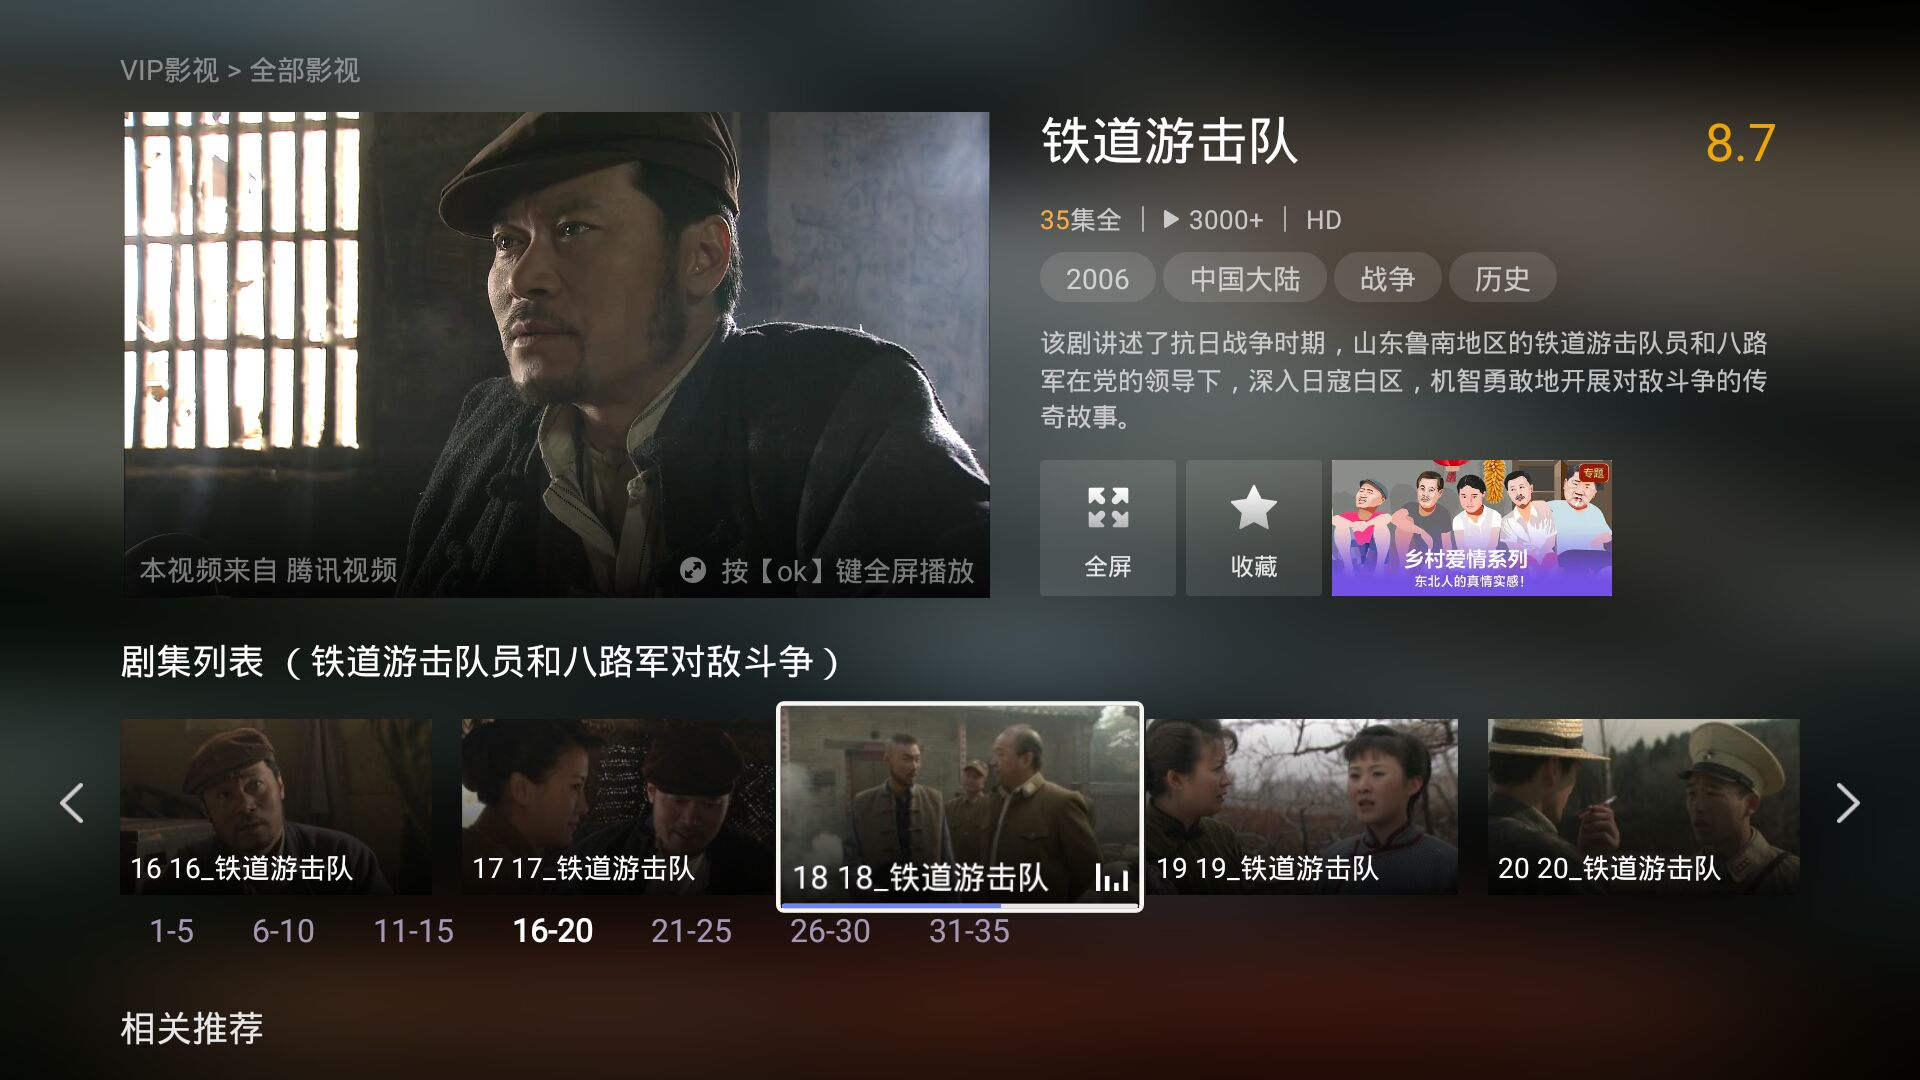 VIP影视 > 全部影视
铁道游击队
8.7
35集全 | 3000+ | HD
2006 中国大陆 战争 历史
该剧讲述了抗日战争时期，山东鲁南地区的铁道游击队员和八路
军在党的领导下，深入日寇白区，机智勇敢地开展对敌斗争的传
奇故事。
本视频来自 腾讯视频
按【ok】键全屏播放
全屏
收藏
专题
乡村爱情系列
东北人的真情实感!
剧集列表 （铁道游击队员和八路军对敌斗争）
16 16_铁道游击队
17 17_铁道游击队
18 18_铁道游击队
19 19_铁道游击队
20 20_铁道游击队
1-5 6-10 11-15 16-20 21-25 26-30 31-35
相关推荐